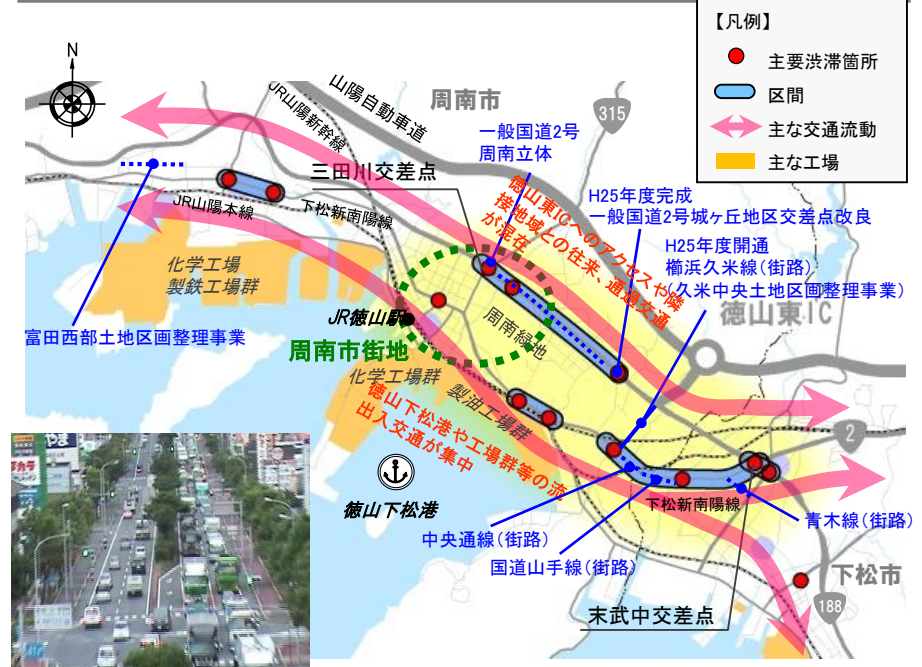 【凡例】
主要渋滞箇所
区間
主な交通流動
主な工場
N
山陽自動車道
JR山陽新幹線
周南市
315
一般国道2号
周南立体
三田川交差点
H25年度完成
一般国道2号城ヶ丘地区交差点改良
徳山東ICへのアクセスや隣
接地域との往来、通過交通
が混在
H25年度開通
櫛浜久米線(街路)
(久米中央土地区画整理事業)
JR山陽本線
下松新南陽線
化学工場
製鉄工場群
JR徳山駅
周南緑地
徳山東IC
富田西部土地区画整理事業
周南市街地
化学工場群
製油工場群
徳山下松港や工場群等の流
出入交通が集中
2
徳山下松港
下松新南陽線
中央通線(街路)
青木線(街路)
国道山手線(街路)
下松市
末武中交差点
188
やま
カラ